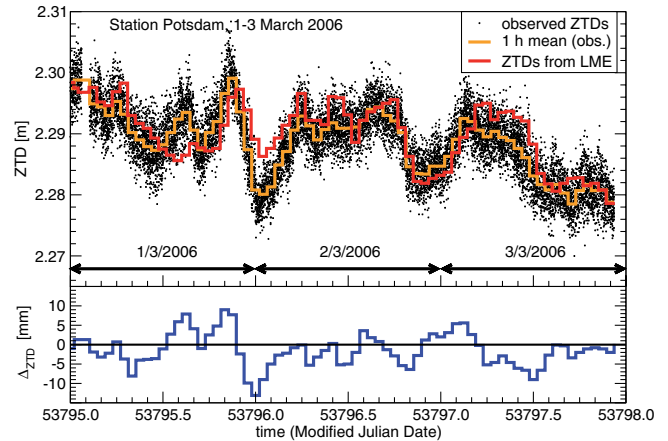 Station Potsdam, 1-3 March 2006
observed ZTDs
1 h mean (obs.)
ZTDs from LME
2.31
2.30
2.29
2.28
2.27
ZTD [m]
1/3/2006
2/3/2006
3/3/2006
10
5
0
-5
-10
Δ_ZTD [mm]
53795.0
53795.5
53796.0
53796.5
53797.0
53797.5
53798.0
time (Modified Julian Date)